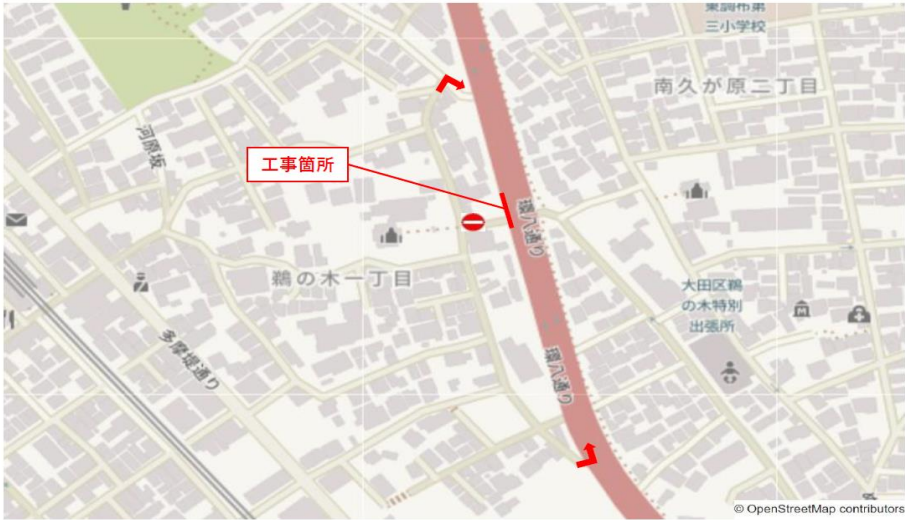 東調布第
三小学校
南久が原二丁目
河原坂
工事箇所
環八通り
鵜の木一丁目
大田区鵜
の木特別
出張所
多摩堤通り
環八通り
© OpenStreetMap contributors